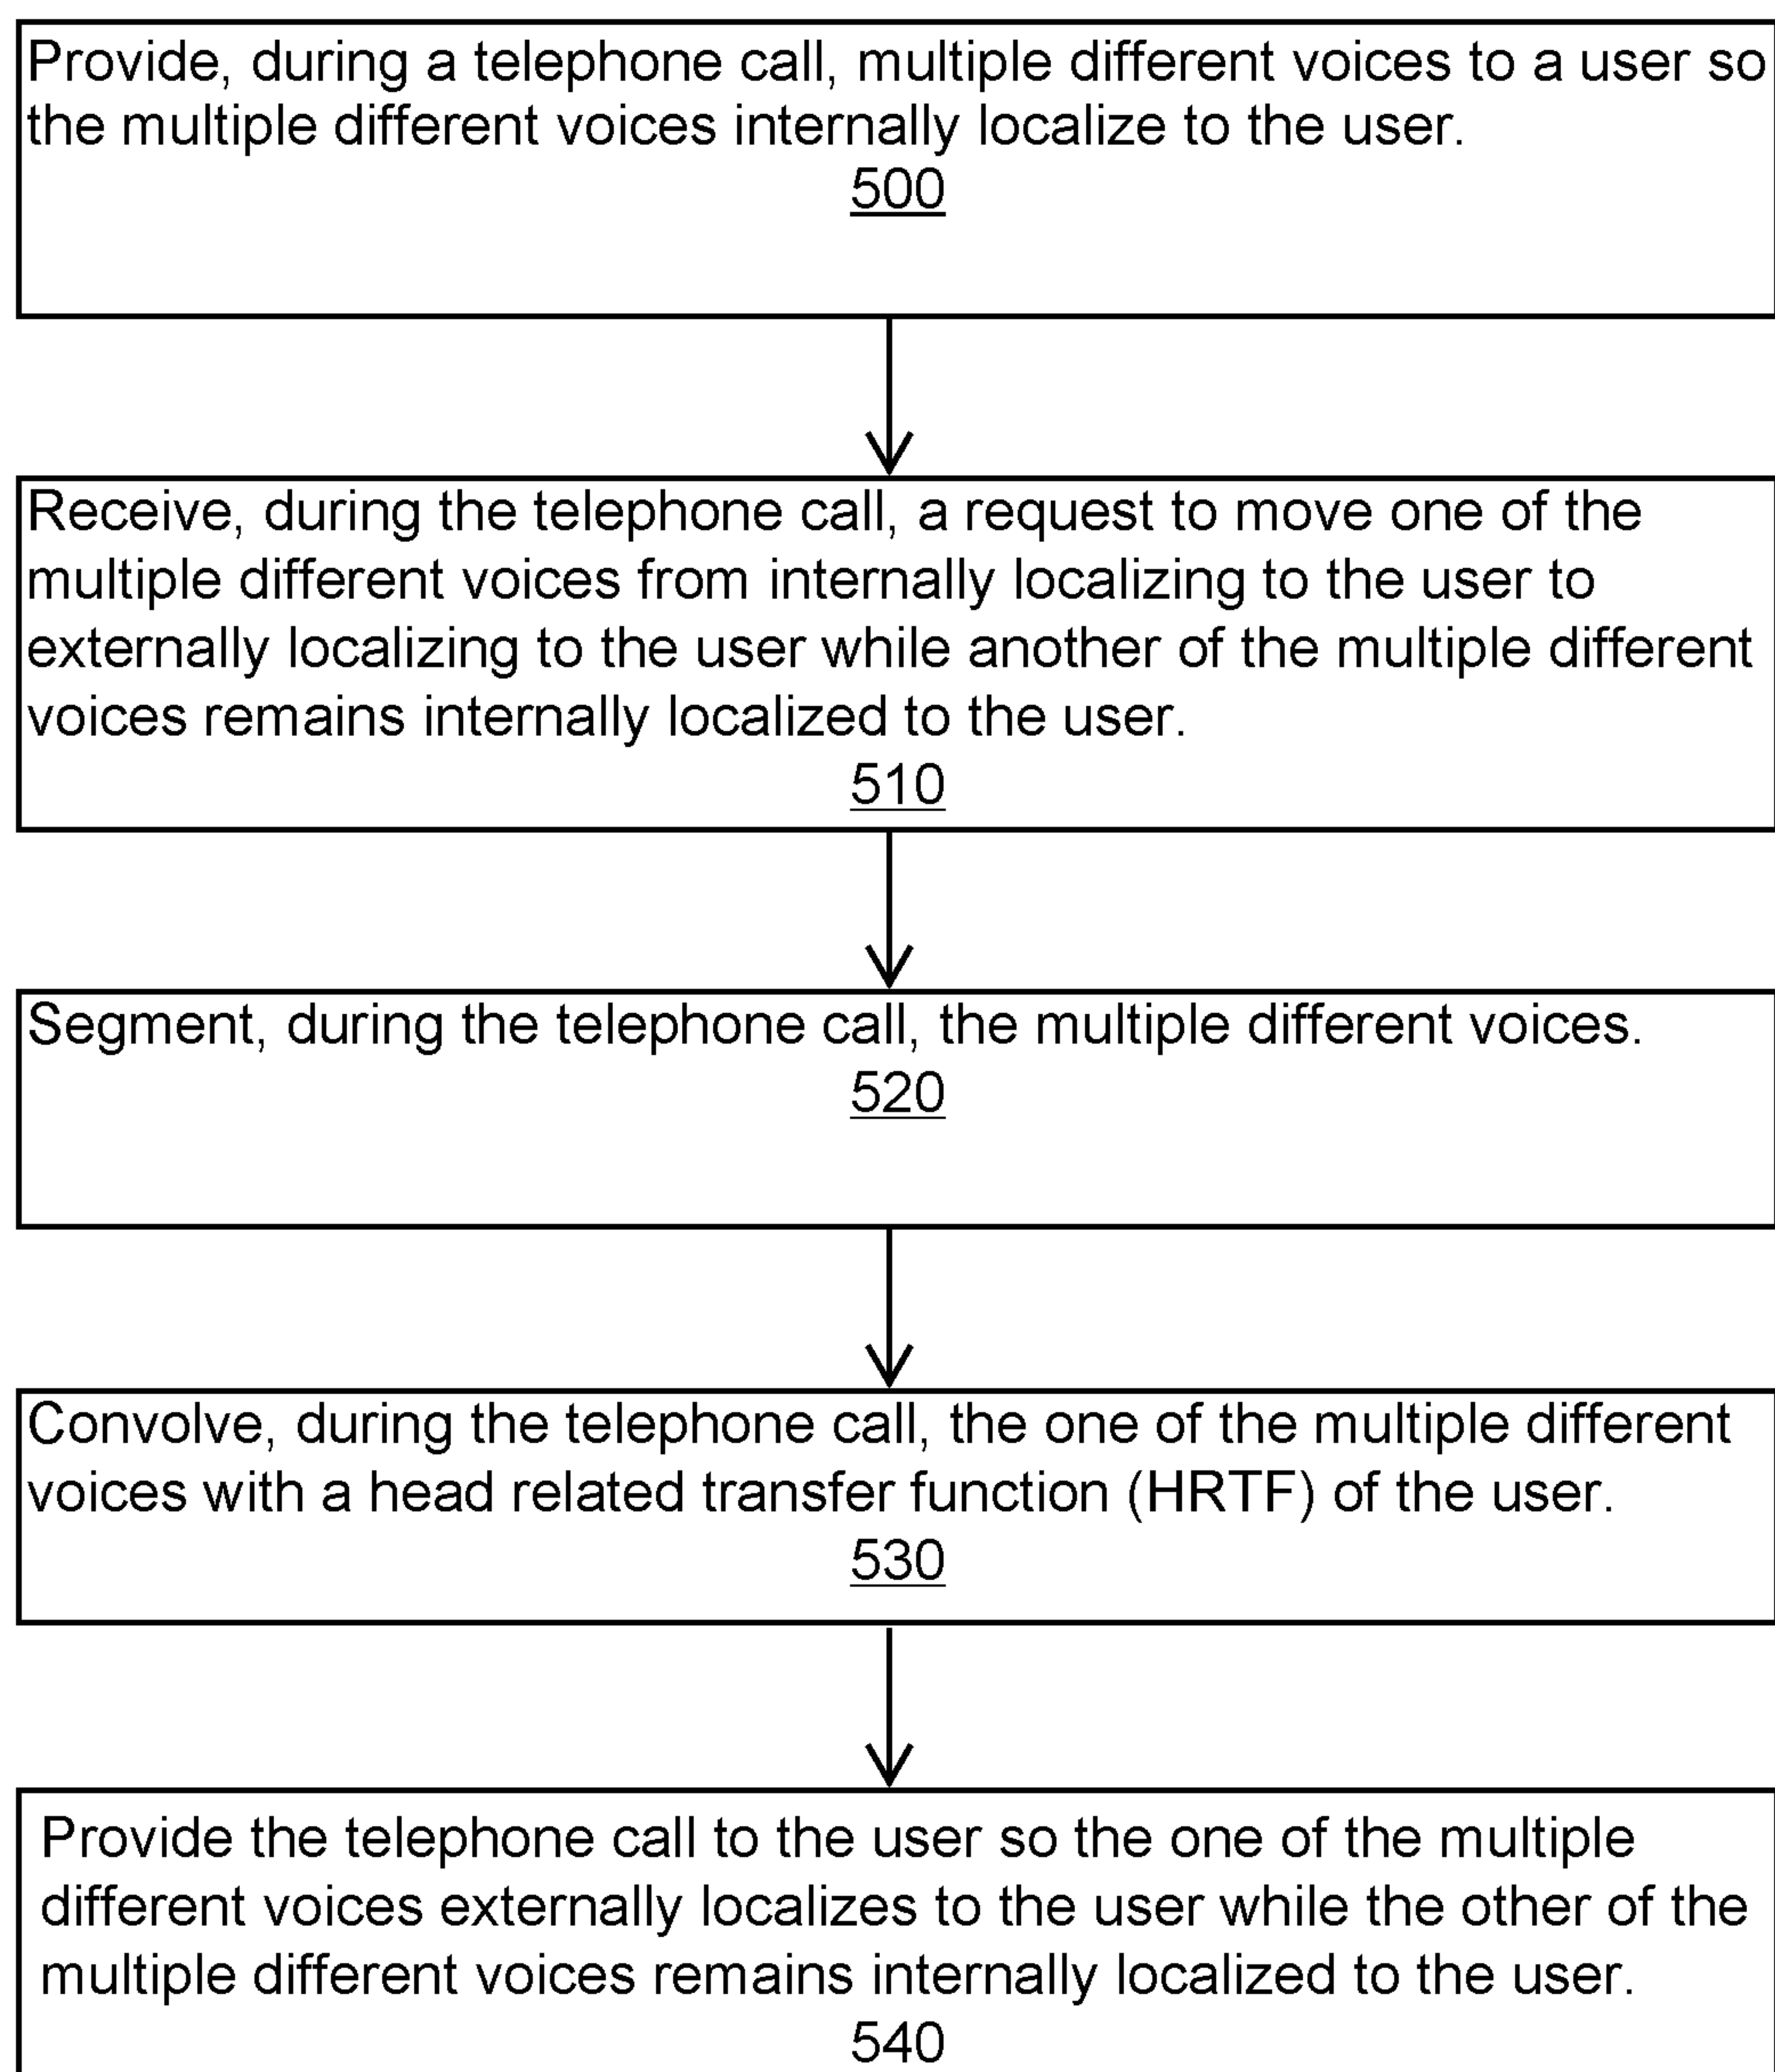 Provide, during a telephone call, multiple different voices to a user so
the multiple different voices internally localize to the user.
500
Receive, during the telephone call, a request to move one of the
multiple different voices from internally localizing to the user to
externally localizing to the user while another of the multiple different
voices remains internally localized to the user.
510
Segment, during the telephone call, the multiple different voices.
520
Convolve, during the telephone call, the one of the multiple different
voices with a head related transfer function (HRTF) of the user.
530
Provide the telephone call to the user so the one of the multiple
different voices externally localizes to the user while the other of the
multiple different voices remains internally localized to the user.
540